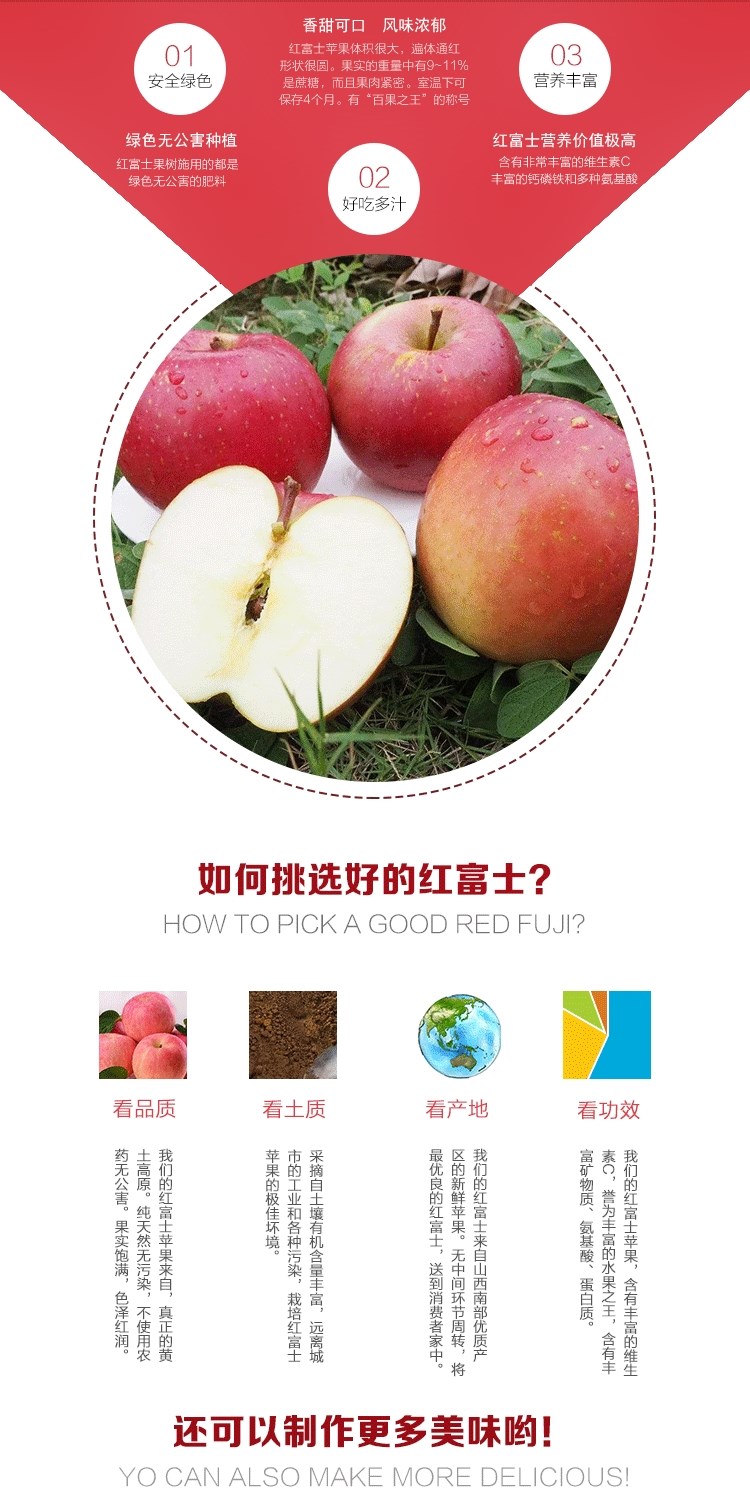 01
安全绿色
绿色无公害种植
红富士果树施用的都是
绿色无公害的肥料
香甜可口 风味浓郁
红富士苹果体积很大，遍体通红
形状很圆。果实的重量中有9~11%
是蔗糖，而且果肉紧密。室温下可
保存4个月。有“百果之王”的称号
02
好吃多汁
03
营养丰富
红富士营养价值极高
含有非常丰富的维生素C
丰富的钙磷铁和多种氨基酸
如何挑选好的红富士?
HOW TO PICK A GOOD RED FUJI?
看品质
我们的红富士苹果来自，真正的黄
土高原。纯天然无污染，不使用农
药无公害。果实饱满，色泽红润。
看土质
采摘自土壤有机含量丰富，远离城
市的工业和各种污染，栽培红富士
苹果的极佳坏境。
看产地
我们的红富士来自山西南部优质产
区的新鲜苹果。无中间环节周转，将
最优良的红富士，送到消费者家中。
看功效
我们的红富士苹果，含有丰富的维生
素C，誉为丰富的水果之王，含有丰
富矿物质、氨基酸、蛋白质。
还可以制作更多美味哟!
YO CAN ALSO MAKE MORE DELICIOUS!